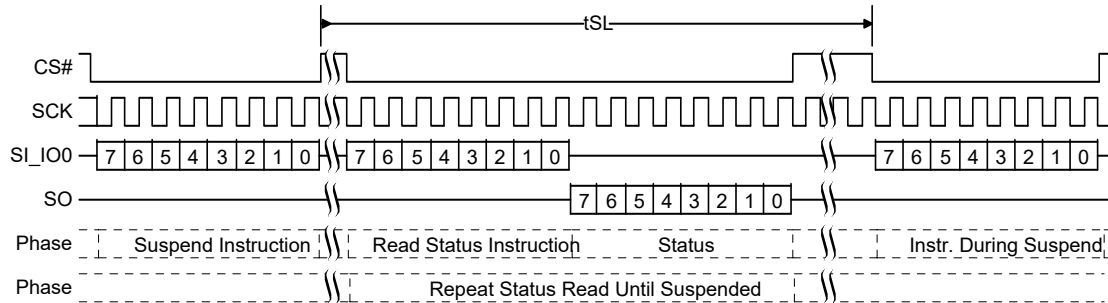 tSL
CS#
SCK
SI_IO0 7 6 5 4 3 2 1 0 7 6 5 4 3 2 1 0 7 6 5 4 3 2 1 0
SO 7 6 5 4 3 2 1 0
Phase Suspend Instruction Read Status Instruction Status Instr. During Suspend
Phase Repeat Status Read Until Suspended